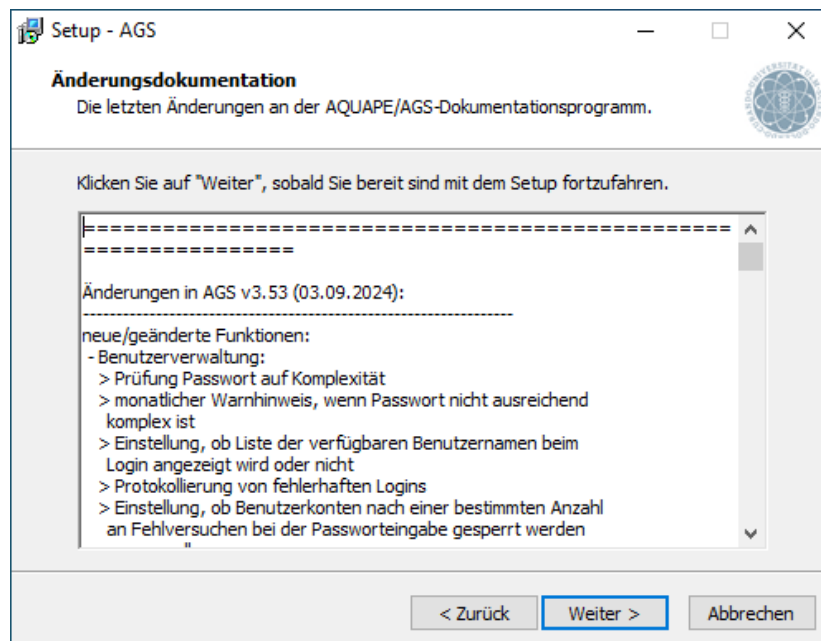 Setup - AGS
Änderungsdokumentation
Die letzten Änderungen an der AQUAPE/AGS-Dokumentationsprogramm.
Klicken Sie auf "Weiter", sobald Sie bereit sind mit dem Setup fortzufahren.
=================================================
================
Änderungen in AGS v3.53 (03.09.2024):
-----------------------------------------------------------------
neue/geänderte Funktionen:
- Benutzerverwaltung:
> Prüfung Passwort auf Komplexität
> monatlicher Warnhinweis, wenn Passwort nicht ausreichend
komplex ist
> Einstellung, ob Liste der verfügbaren Benutzernamen beim
Login angezeigt wird oder nicht
> Protokollierung von fehlerhaften Logins
> Einstellung, ob Benutzerkonten nach einer bestimmten Anzahl
an Fehlversuchen bei der Passworteingabe gesperrt werden
< Zurück
Weiter >
Abbrechen